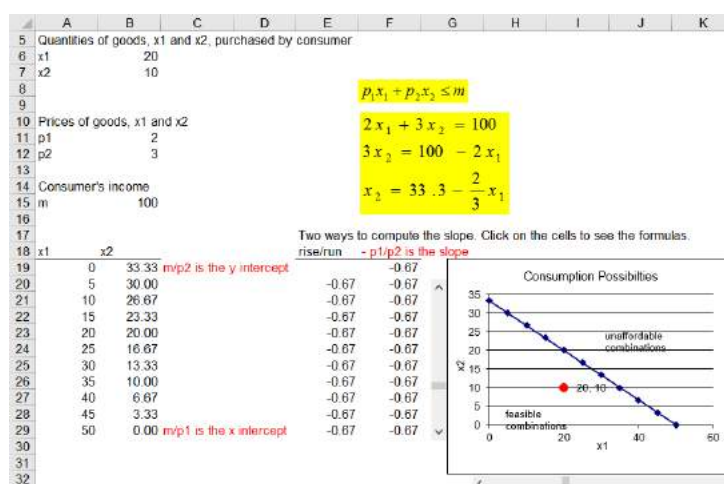 A B C D E F G H I J K
5 Quantities of goods, x1 and x2, purchased by consumer
6 x1 20
7 x2 10
8 p₁x₁ + p₂x₂ ≤ m
9
10 Prices of goods, x1 and x2
11 p1 2 2x₁ + 3x₂ = 100
12 p2 3 3x₂ = 100 - 2x₁
13
14 Consumer's income
15 m 100 x₂ = 33.3 - 2/3 x₁
16
17 Two ways to compute the slope. Click on the cells to see the formulas.
18 x1 x2 rise/run - p1/p2 is the slope
19 0 33.33 m/p2 is the y intercept -0.67
20 5 30.00 -0.67 -0.67
21 10 26.67 -0.67 -0.67
22 15 23.33 -0.67 -0.67
23 20 20.00 -0.67 -0.67
24 25 16.67 -0.67 -0.67
25 30 13.33 -0.67 -0.67
26 35 10.00 -0.67 -0.67
27 40 6.67 -0.67 -0.67
28 45 3.33 -0.67 -0.67
29 50 0.00 m/p1 is the x intercept -0.67 -0.67
30
31
32
Consumption Possibilties
35
30
25
20
15
10
5
0
x2
unaffordable
combinations
20, 10
feasible
combinations
0 20 40 60
x1